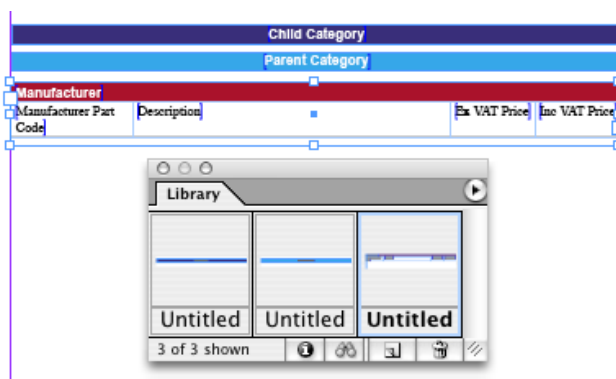 Child Category
Parent Category
Manufacturer
Manufacturer Part Code Description Ex VAT Price Inc VAT Price
Library
Untitled Untitled Untitled
3 of 3 shown